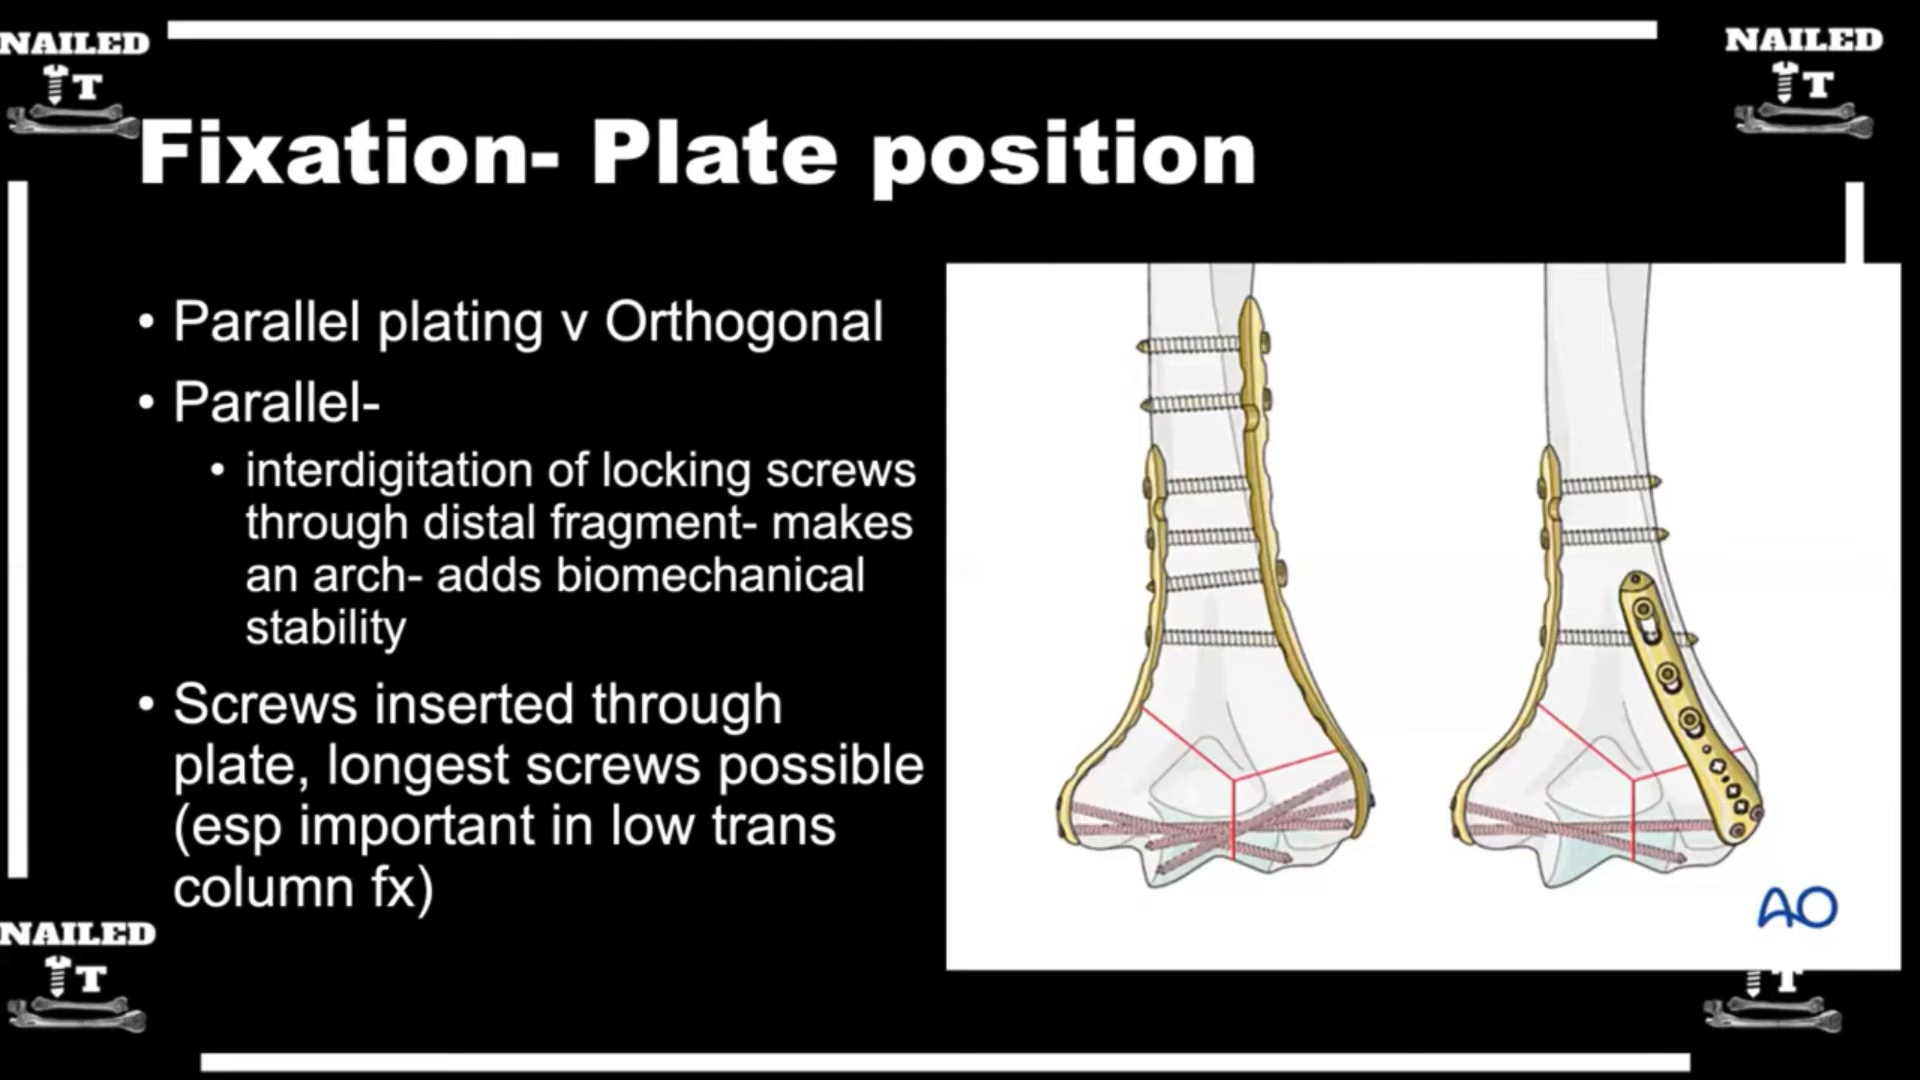 NAILED
IT
NAILED
IT
Fixation- Plate position
• Parallel plating v Orthogonal
• Parallel-
• interdigitation of locking screws
through distal fragment- makes
an arch- adds biomechanical
stability
• Screws inserted through
plate, longest screws possible
(esp important in low trans
column fx)
AO
NAILED
IT
IT